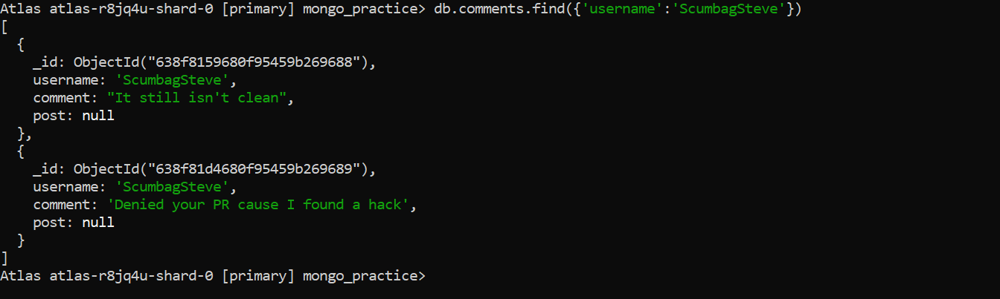 Atlas atlas-r8jq4u-shard-0 [primary] mongo_practice> db.comments.find({'username':'ScumbagSteve'})
[
  {
    _id: ObjectId("638f8159680f95459b269688"),
    username: 'ScumbagSteve',
    comment: "It still isn't clean",
    post: null
  },
  {
    _id: ObjectId("638f81d4680f95459b269689"),
    username: 'ScumbagSteve',
    comment: 'Denied your PR cause I found a hack',
    post: null
  }
]
Atlas atlas-r8jq4u-shard-0 [primary] mongo_practice>